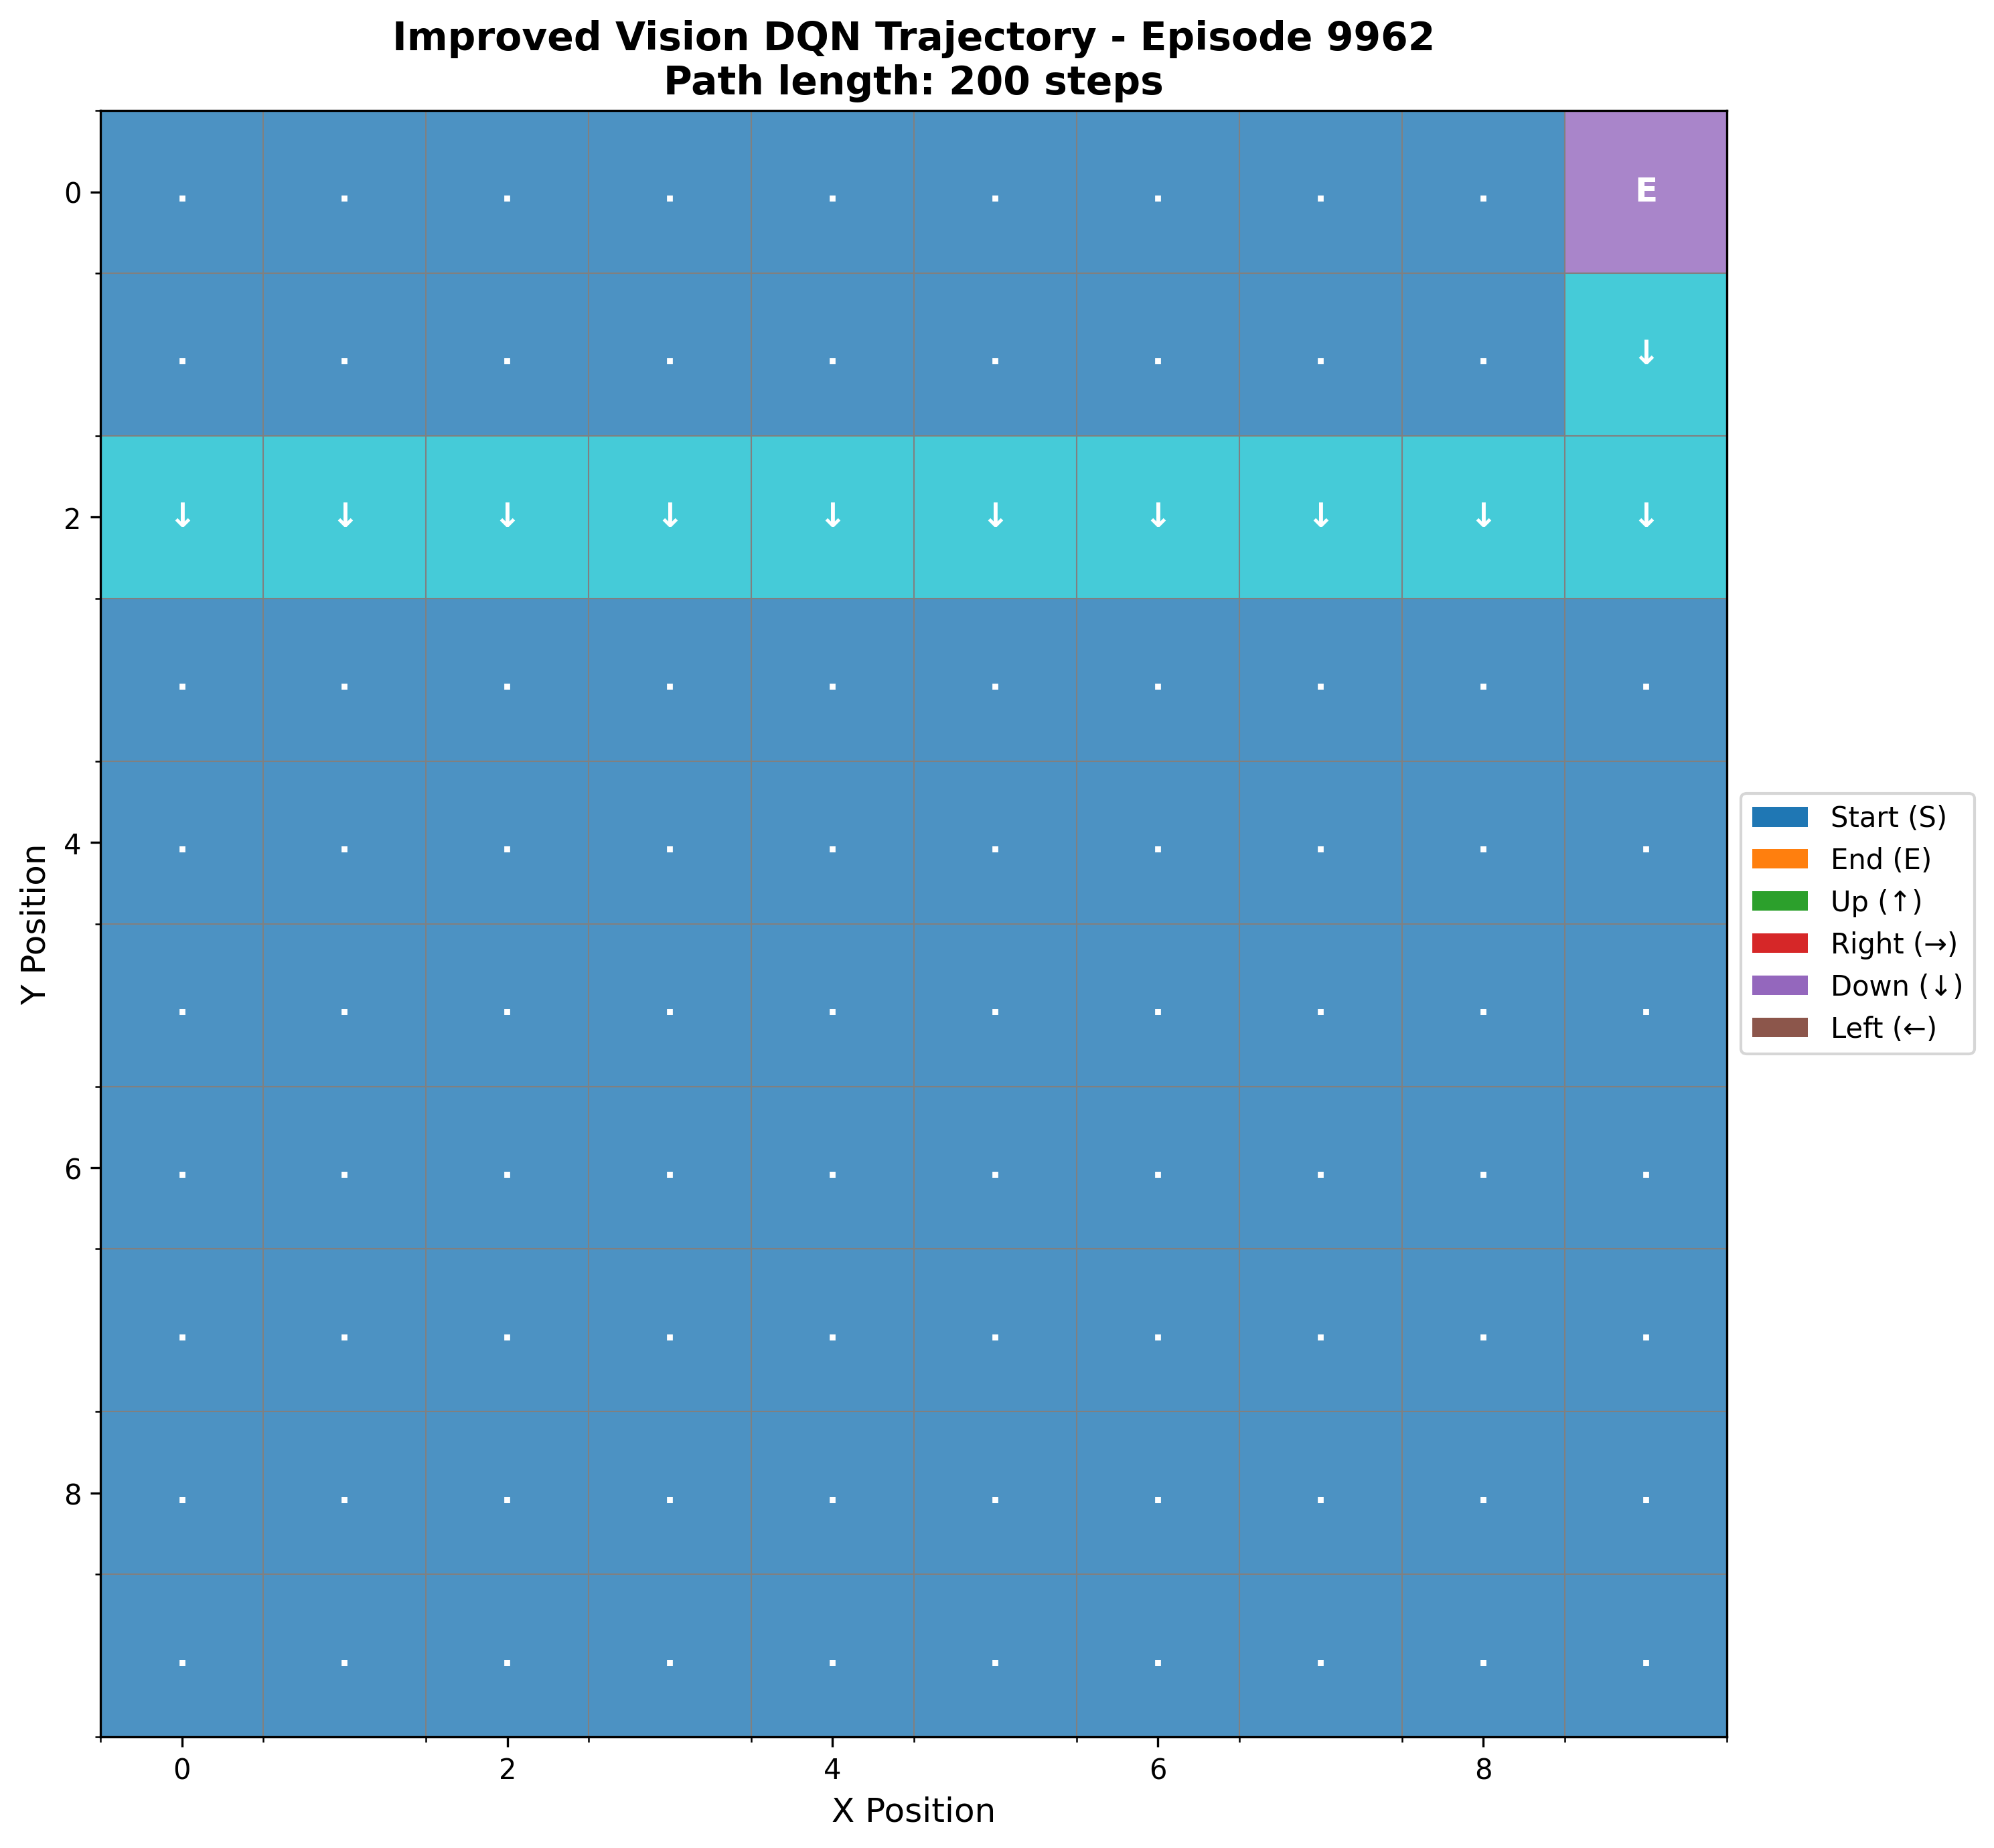 Improved Vision DQN Trajectory - Episode 9962
Path length: 200 steps
0 . . . . . . . . . E
. . . . . . . . . ↓
2 ↓ ↓ ↓ ↓ ↓ ↓ ↓ ↓ ↓ ↓
. . . . . . . . . .
4 . . . . . . . . . .
. . . . . . . . . .
6 . . . . . . . . . .
. . . . . . . . . .
8 . . . . . . . . . .
. . . . . . . . . .
0 2 4 6 8
X Position
Y Position
Start (S)
End (E)
Up (↑)
Right (→)
Down (↓)
Left (←)